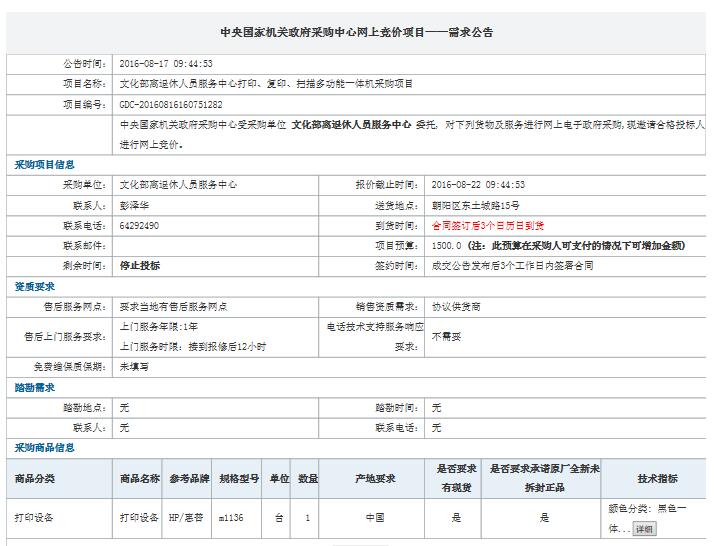 中央国家机关政府采购中心网上竞价项目——需求公告
公告时间： 2016-08-17 09:44:53
项目名称： 文化部离退休人员服务中心打印、复印、扫描多功能一体机采购项目
项目编号： GDC-20160816160751282
中央国家机关政府采购中心受采购单位 文化部离退休人员服务中心 委托，对下列货物及服务进行网上电子政府采购,现邀请合格投标人
进行网上竞价。
采购项目信息
采购单位： 文化部离退休人员服务中心 报价截止时间： 2016-08-22 09:44:53
联系人： 彭泽华 送货地点： 朝阳区东土城路15号
联系电话： 64292490 到货时间： 合同签订后3个日历日到货
联系邮件： 项目预算： 1500.0 (注：此预算在采购人可支付的情况下可增加金额)
剩余时间： 停止投标 签约时间： 成交公告发布后3个工作日内签署合同
资质要求
售后服务网点： 要求当地有售后服务网点 销售资质需求： 协议供货商
售后上门服务要求： 上门服务年限:1年 电话技术支持服务响应
上门服务时限：接到报修后12小时 要求： 不需要
免费维保质保期： 未填写
踏勘需求
踏勘地点： 无 踏勘时间： 无
联系人： 无 联系电话： 无
采购商品信息
商品分类 商品名称 参考品牌 规格型号 单位 数量 产地要求 是否要求 是否要求承诺原厂全新未 技术指标
有现货 拆封正品
打印设备 打印设备 HP/惠普 m1136 台 1 中国 是 是 颜色分类: 黑色一
体... 详细